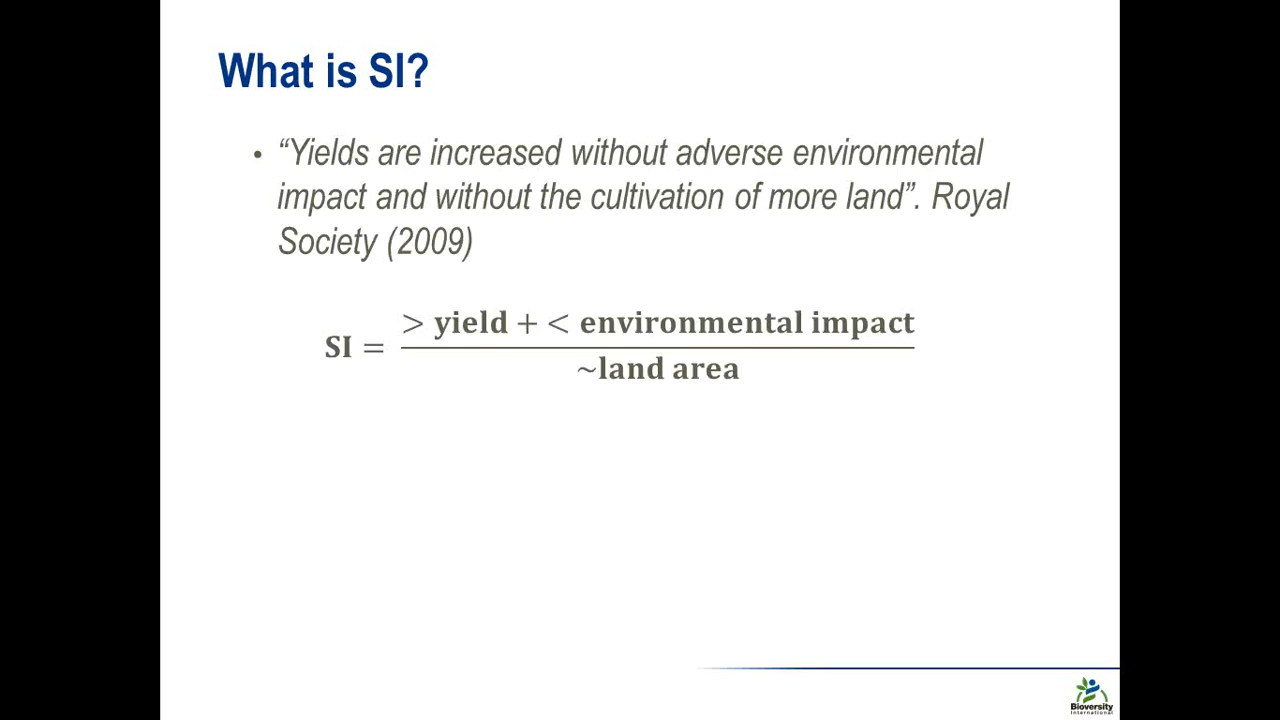 What is SI?
• “Yields are increased without adverse environmental
impact and without the cultivation of more land”. Royal
Society (2009)
> yield + < environmental impact
SI =
~land area
Bioversity
International